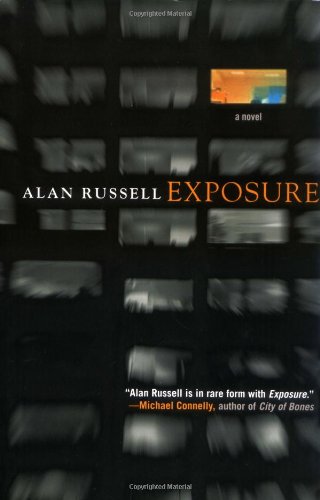 a novel
ALAN RUSSELL EXPOSURE
“Alan Russell is in rare form with Exposure.”
—Michael Connelly, author of City of Bones